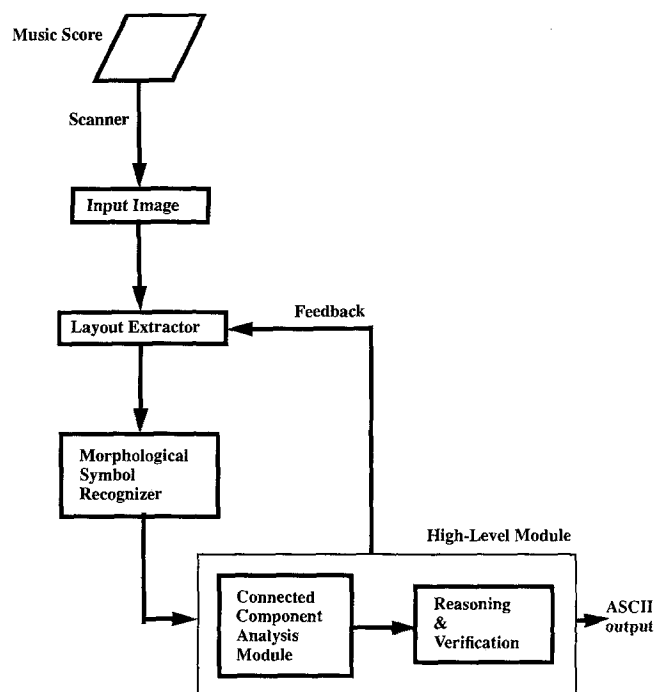 Music Score
Scanner
Input Image
Feedback
Layout Extractor
Morphological
Symbol
Recognizer
High-Level Module
Connected
Component
Analysis
Module
Reasoning
&
Verification
ASCII
output